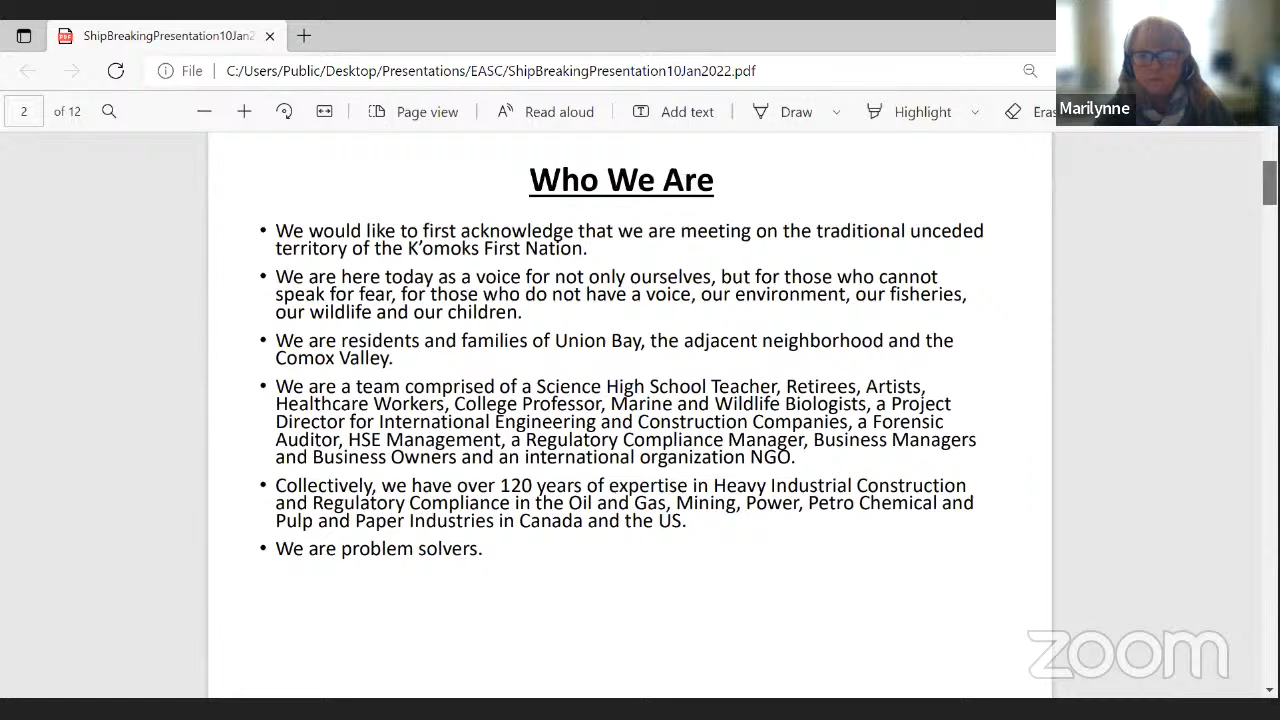 ShipBreakingPresentation10Jan2
File
C:/Users/Public/Desktop/Presentations/EASC/ShipBreakingPresentation10Jan2022.pdf
Marilynne
2 of 12
Page view
Read aloud
Add text
Draw
Highlight
Eras
Who We Are
• We would like to first acknowledge that we are meeting on the traditional unceded
territory of the K’omoks First Nation.
• We are here today as a voice for not only ourselves, but for those who cannot
speak for fear, for those who do not have a voice, our environment, our fisheries,
our wildlife and our children.
• We are residents and families of Union Bay, the adjacent neighborhood and the
Comox Valley.
• We are a team comprised of a Science High School Teacher, Retirees, Artists,
Healthcare Workers, College Professor, Marine and Wildlife Biologists, a Project
Director for International Engineering and Construction Companies, a Forensic
Auditor, HSE Management, a Regulatory Compliance Manager, Business Managers
and Business Owners and an international organization NGO.
• Collectively, we have over 120 years of expertise in Heavy Industrial Construction
and Regulatory Compliance in the Oil and Gas, Mining, Power, Petro Chemical and
Pulp and Paper Industries in Canada and the US.
• We are problem solvers.
zoom